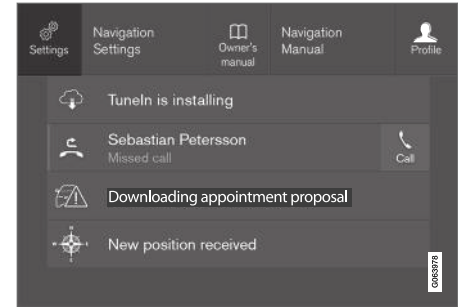 Settings
Navigation
Settings
Owner's
manual
Navigation
Manual
Profile
TuneIn is installing
Sebastian Petersson
Missed call
Call
Downloading appointment proposal
New position received
G063978